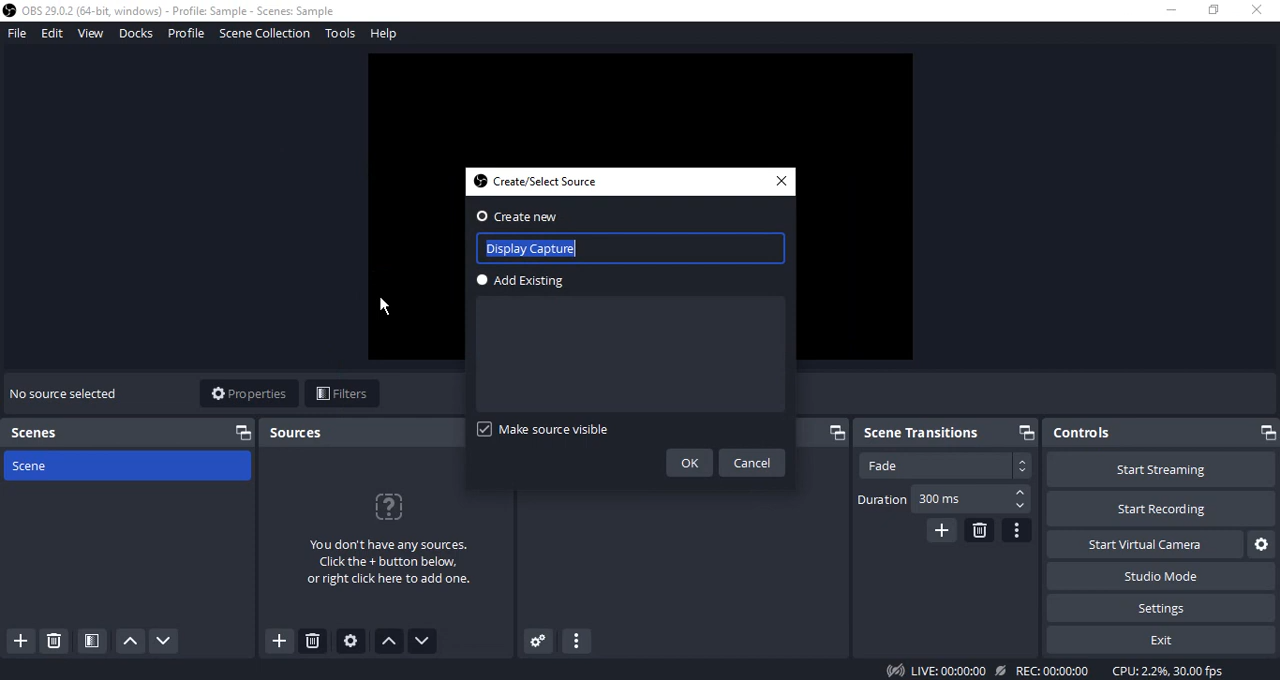 OBS 29.0.2 (64-bit, windows) - Profile: Sample - Scenes: Sample
File Edit View Docks Profile Scene Collection Tools Help
Create/Select Source
Create new
Display Capture
Add Existing
Make source visible
OK Cancel
No source selected Properties Filters
Scenes
Scene
Sources
You don't have any sources.
Click the + button below,
or right click here to add one.
Scene Transitions
Fade
Duration 300 ms
Controls
Start Streaming
Start Recording
Start Virtual Camera
Studio Mode
Settings
Exit
LIVE: 00:00:00 REC: 00:00:00 CPU: 2.2%, 30.00 fps